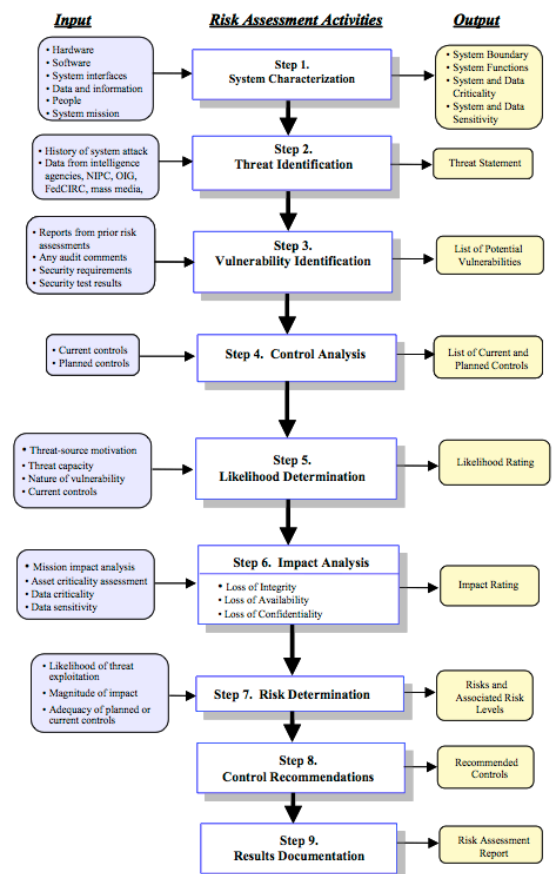 Input
Risk Assessment Activities
Output
• Hardware
• Software
• System interfaces
• Data and information
• People
• System mission
Step 1.
System Characterization
• System Boundary
• System Functions
• System and Data
Criticality
• System and Data
Sensitivity
• History of system attack
• Data from intelligence
agencies, NIPC, OIG,
FedCIRC, mass media,
Step 2.
Threat Identification
Threat Statement
• Reports from prior risk
assessments
• Any audit comments
• Security requirements
• Security test results
Step 3.
Vulnerability Identification
List of Potential
Vulnerabilities
• Current controls
• Planned controls
Step 4. Control Analysis
List of Current and
Planned Controls
• Threat-source motivation
• Threat capacity
• Nature of vulnerability
• Current controls
Step 5.
Likelihood Determination
Likelihood Rating
• Mission impact analysis
• Asset criticality assessment
• Data criticality
• Data sensitivity
Step 6. Impact Analysis
• Loss of Integrity
• Loss of Availability
• Loss of Confidentiality
Impact Rating
• Likelihood of threat
exploitation
• Magnitude of impact
• Adequacy of planned or
current controls
Step 7. Risk Determination
Risks and
Associated Risk
Levels
Step 8.
Control Recommendations
Recommended
Controls
Step 9.
Results Documentation
Risk Assessment
Report